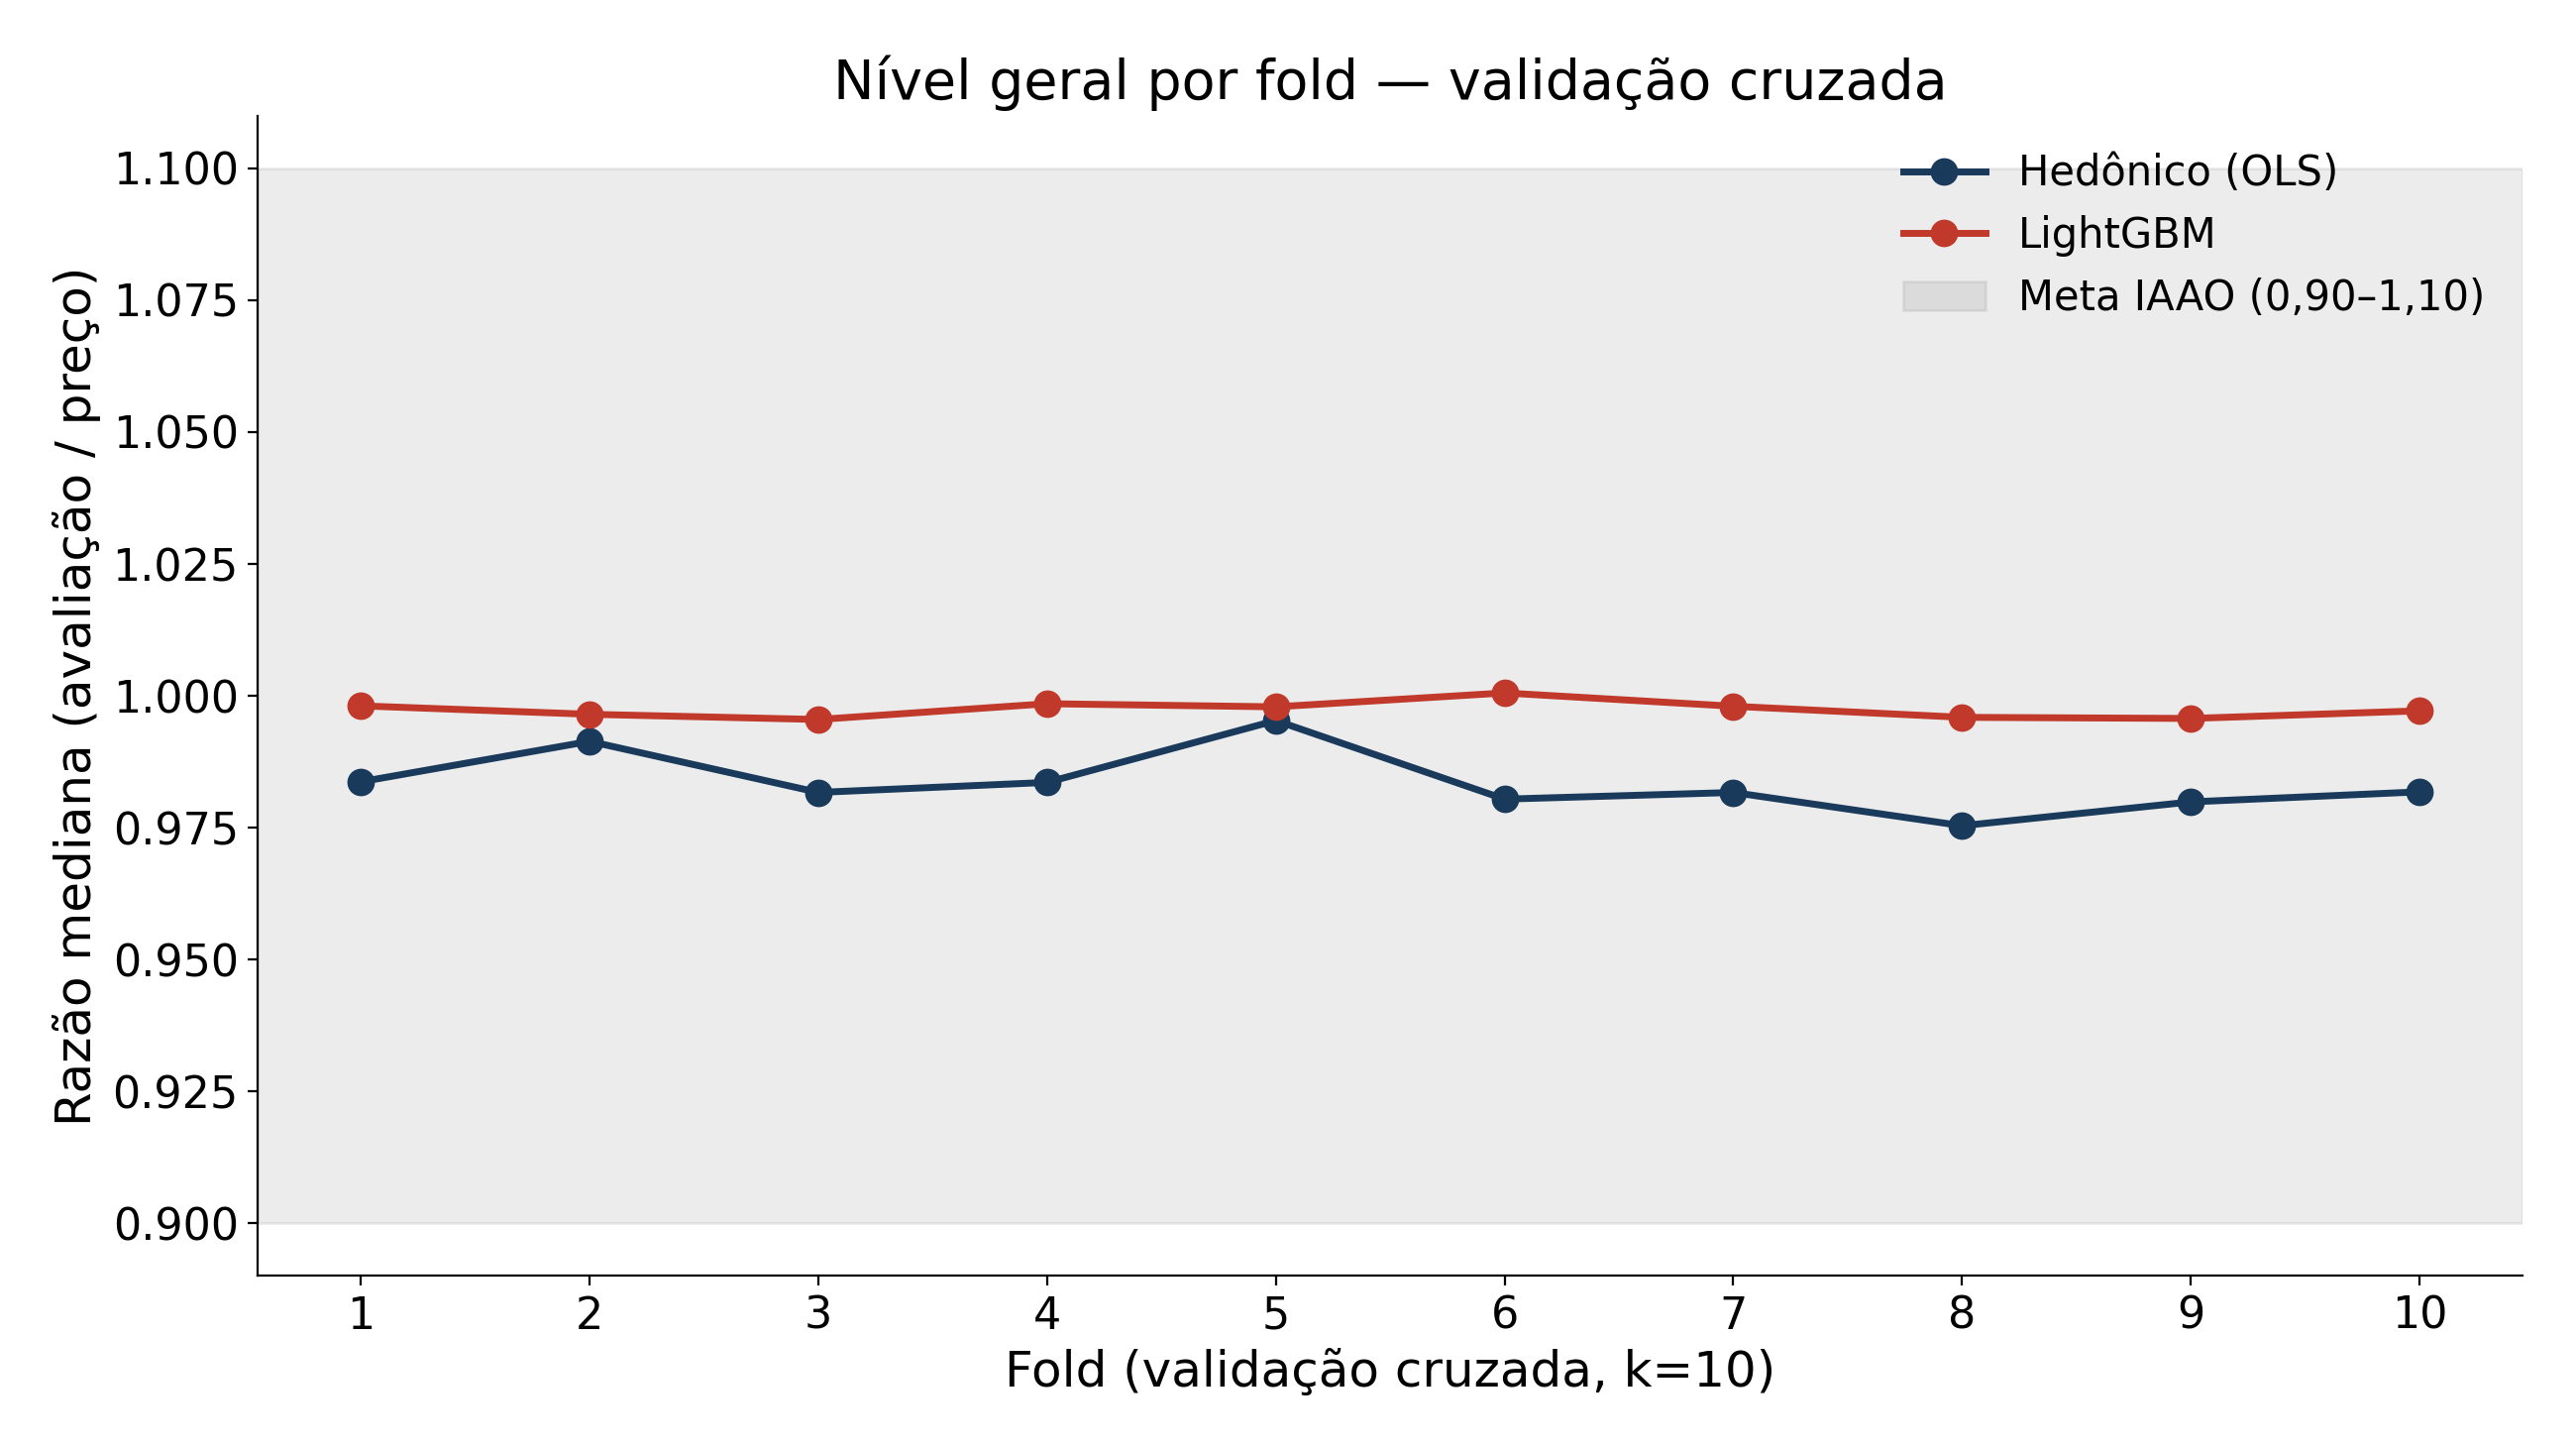 Nível geral por fold — validação cruzada
Hedônico (OLS)
LightGBM
Meta IAAO (0,90–1,10)
Razão mediana (avaliação / preço)
1.100
1.075
1.050
1.025
1.000
0.975
0.950
0.925
0.900
1 2 3 4 5 6 7 8 9 10
Fold (validação cruzada, k=10)